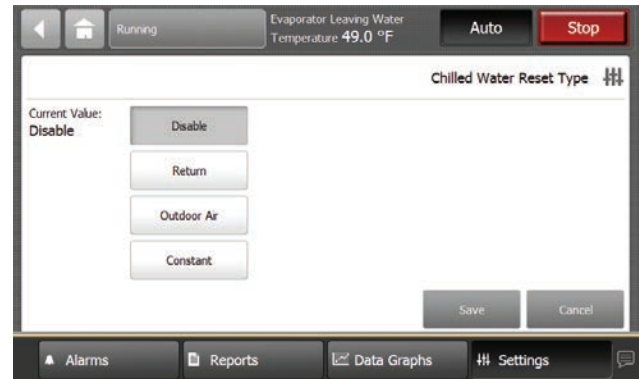 Running
Evaporator Leaving Water
Temperature 49.0 °F
Auto
Stop
Chilled Water Reset Type
Current Value:
Disable
Disable
Return
Outdoor Air
Constant
Save
Cancel
Alarms
Reports
Data Graphs
Settings